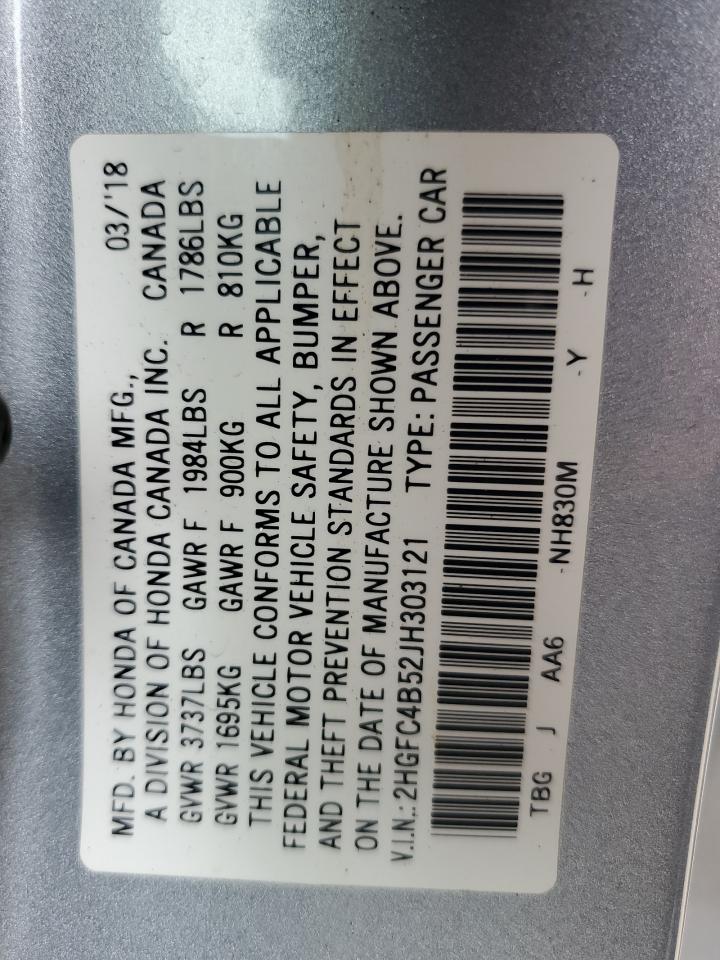 MFD. BY HONDA OF CANADA MFG., 03/'18
A DIVISION OF HONDA CANADA INC. CANADA
GVWR 3737LBS GAWR F 1984LBS R 1786LBS
GVWR 1695KG GAWR F 900KG R 810KG
THIS VEHICLE CONFORMS TO ALL APPLICABLE
FEDERAL MOTOR VEHICLE SAFETY, BUMPER,
AND THEFT PREVENTION STANDARDS IN EFFECT
ON THE DATE OF MANUFACTURE SHOWN ABOVE.
V.I.N.: 2HGFC4B52JH303121 TYPE: PASSENGER CAR
TBG J AA6 -NH830M -Y -H